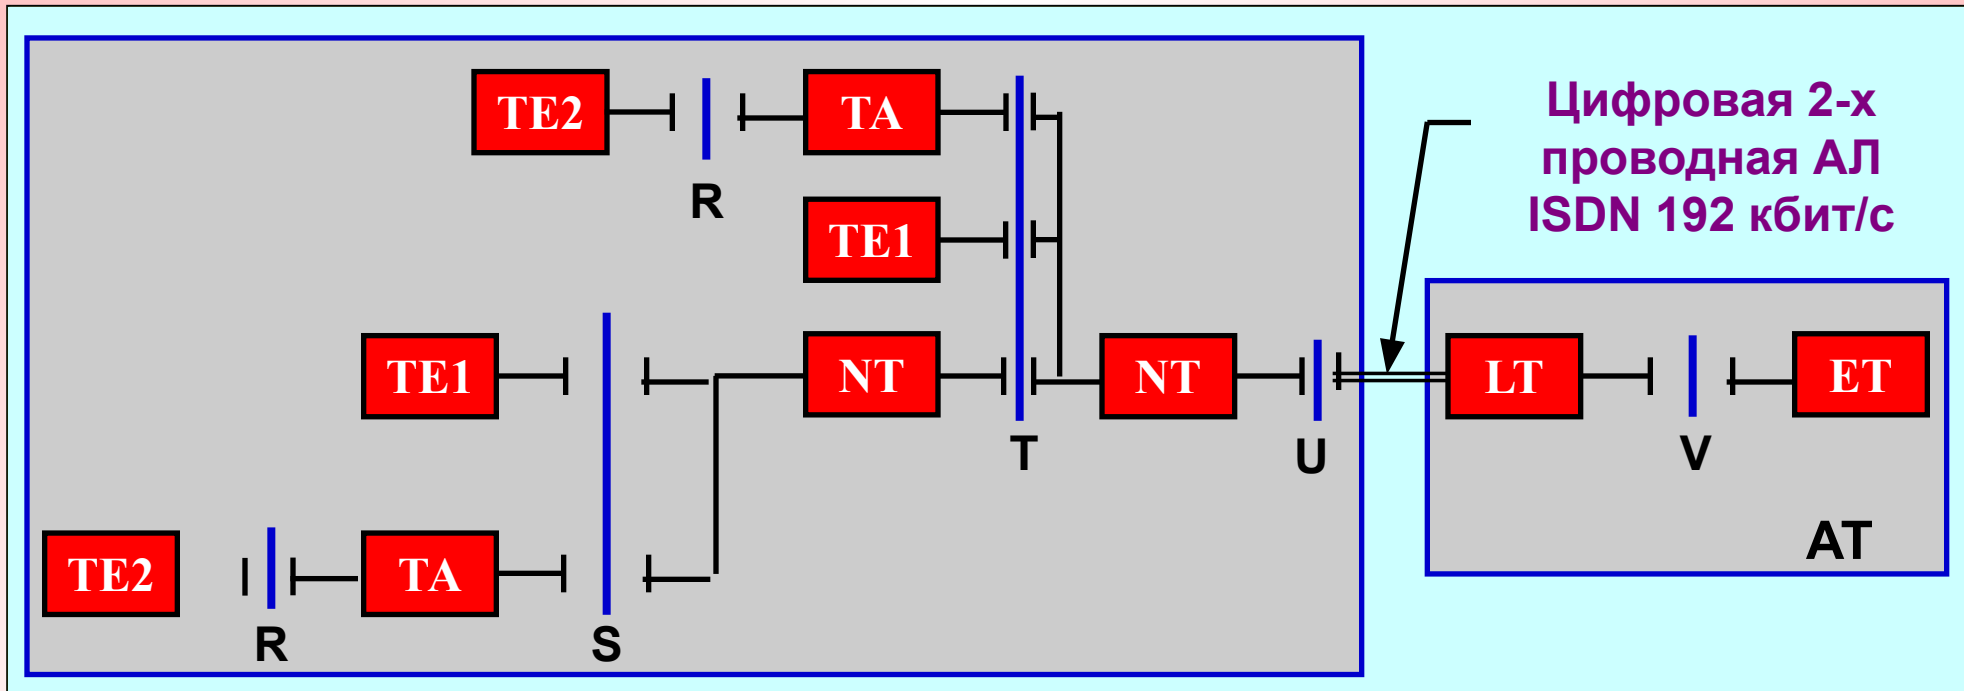 TE2
TA
R
TE1
Цифровая 2-х
проводная АЛ
ISDN 192 кбит/с
TE1
NT
NT
LT
ET
T
U
V
TE2
TA
AT
R
S